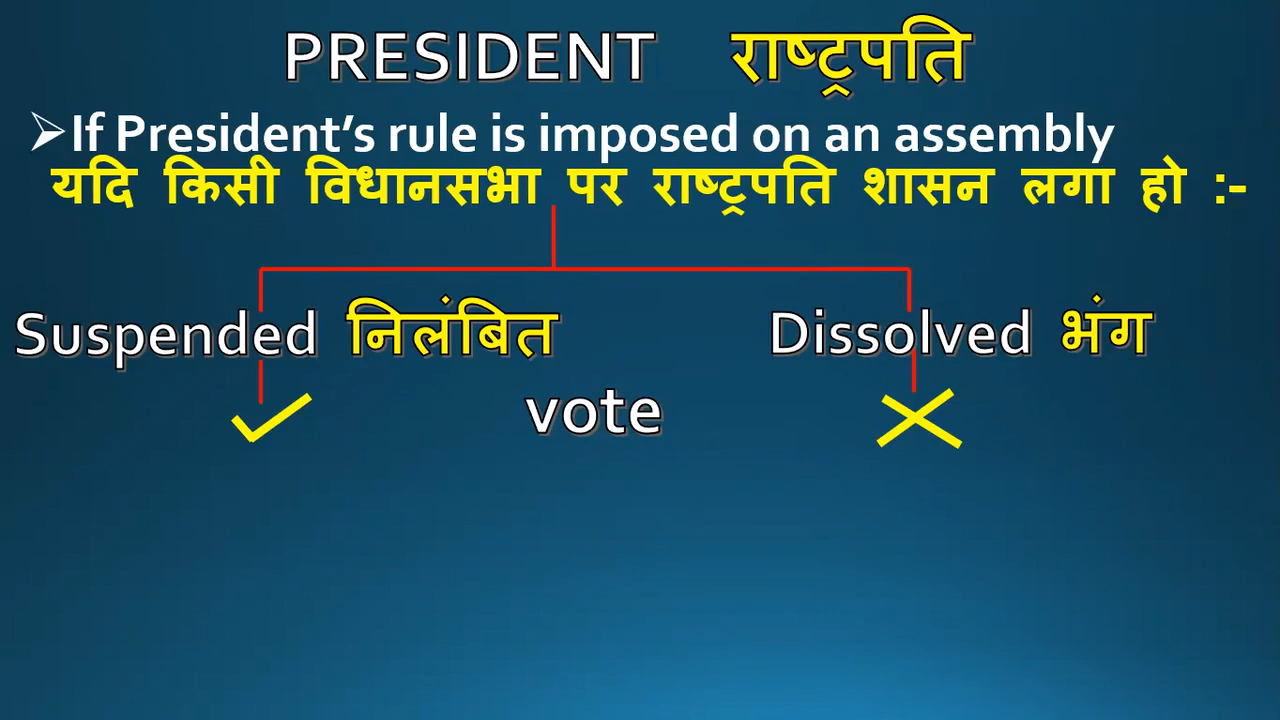 PRESIDENT राष्ट्रपति
If President's rule is imposed on an assembly
यदि किसी विधानसभा पर राष्ट्रपति शासन लगा हो :-
Suspended निलंबित Dissolved भंग
vote